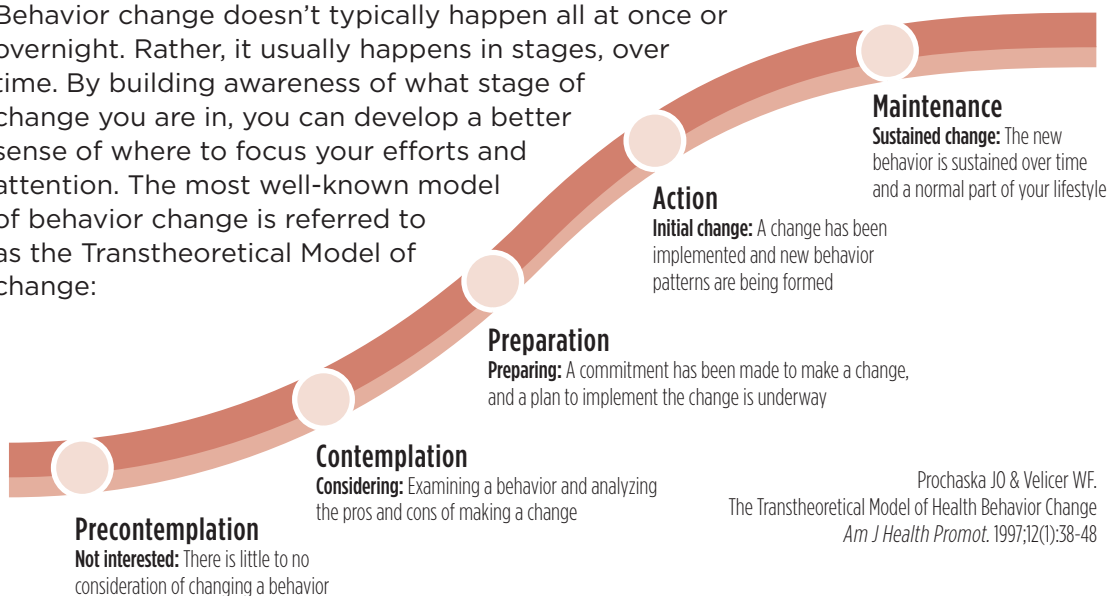 Behavior change doesn't typically happen all at once or
overnight. Rather, it usually happens in stages, over
time. By building awareness of what stage of
change you are in, you can develop a better
sense of where to focus your efforts and
attention. The most well-known model
of behavior change is referred to
as the Transtheoretical Model of
change:
Maintenance
Sustained change: The new
behavior is sustained over time
and a normal part of your lifestyle
Action
Initial change: A change has been
implemented and new behavior
patterns are being formed
Preparation
Preparing: A commitment has been made to make a change,
and a plan to implement the change is underway
Contemplation
Considering: Examining a behavior and analyzing
the pros and cons of making a change
Precontemplation
Not interested: There is little to no
consideration of changing a behavior
Prochaska JO & Velicer WF.
The Transtheoretical Model of Health Behavior Change
Am J Health Promot. 1997;12(1):38-48